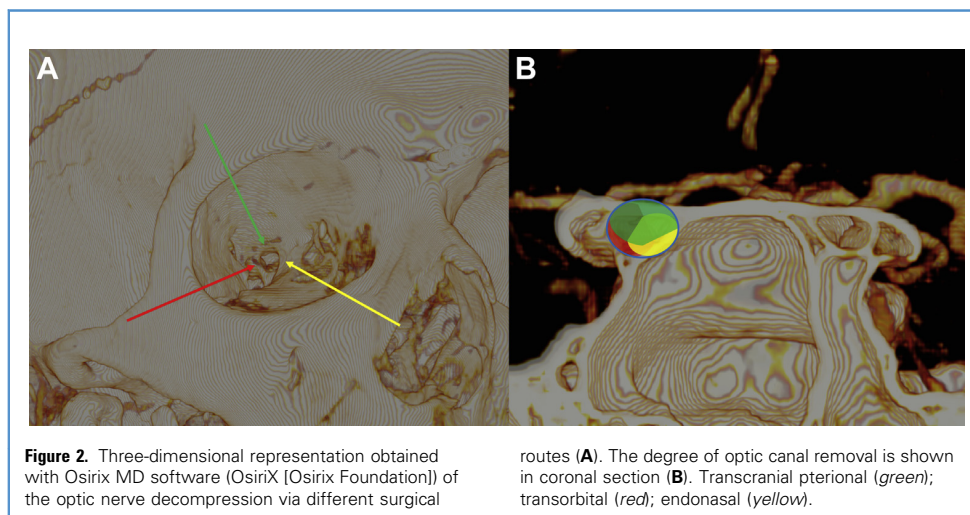 A
B
Figure 2. Three-dimensional representation obtained
with Osirix MD software (OsiriX [Osirix Foundation]) of
the optic nerve decompression via different surgical
routes (A). The degree of optic canal removal is shown
in coronal section (B). Transcranial pterional (green);
transorbital (red); endonasal (yellow).